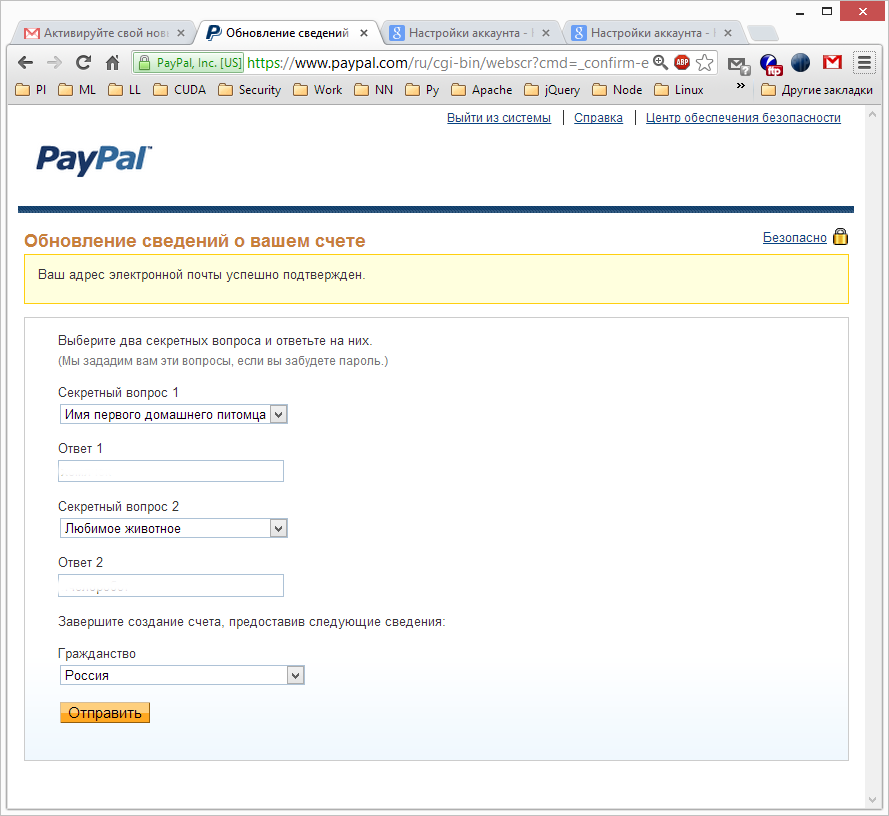 Активируйте свой нов
Обновление сведений
Настройки аккаунта -
Настройки аккаунта -
PayPal, Inc. [US] https://www.paypal.com/ru/cgi-bin/webscr?cmd=_confirm-e ABP ftp
PI ML LL CUDA Security Work NN Py Apache jQuery Node Linux » Другие закладки
Выйти из системы | Справка | Центр обеспечения безопасности
PayPal™
Обновление сведений о вашем счете
Безопасно
Ваш адрес электронной почты успешно подтвержден.
Выберите два секретных вопроса и ответьте на них.
(Мы зададим вам эти вопросы, если вы забудете пароль.)
Секретный вопрос 1
Имя первого домашнего питомца
Ответ 1
Секретный вопрос 2
Любимое животное
Ответ 2
Завершите создание счета, предоставив следующие сведения:
Гражданство
Россия
Отправить